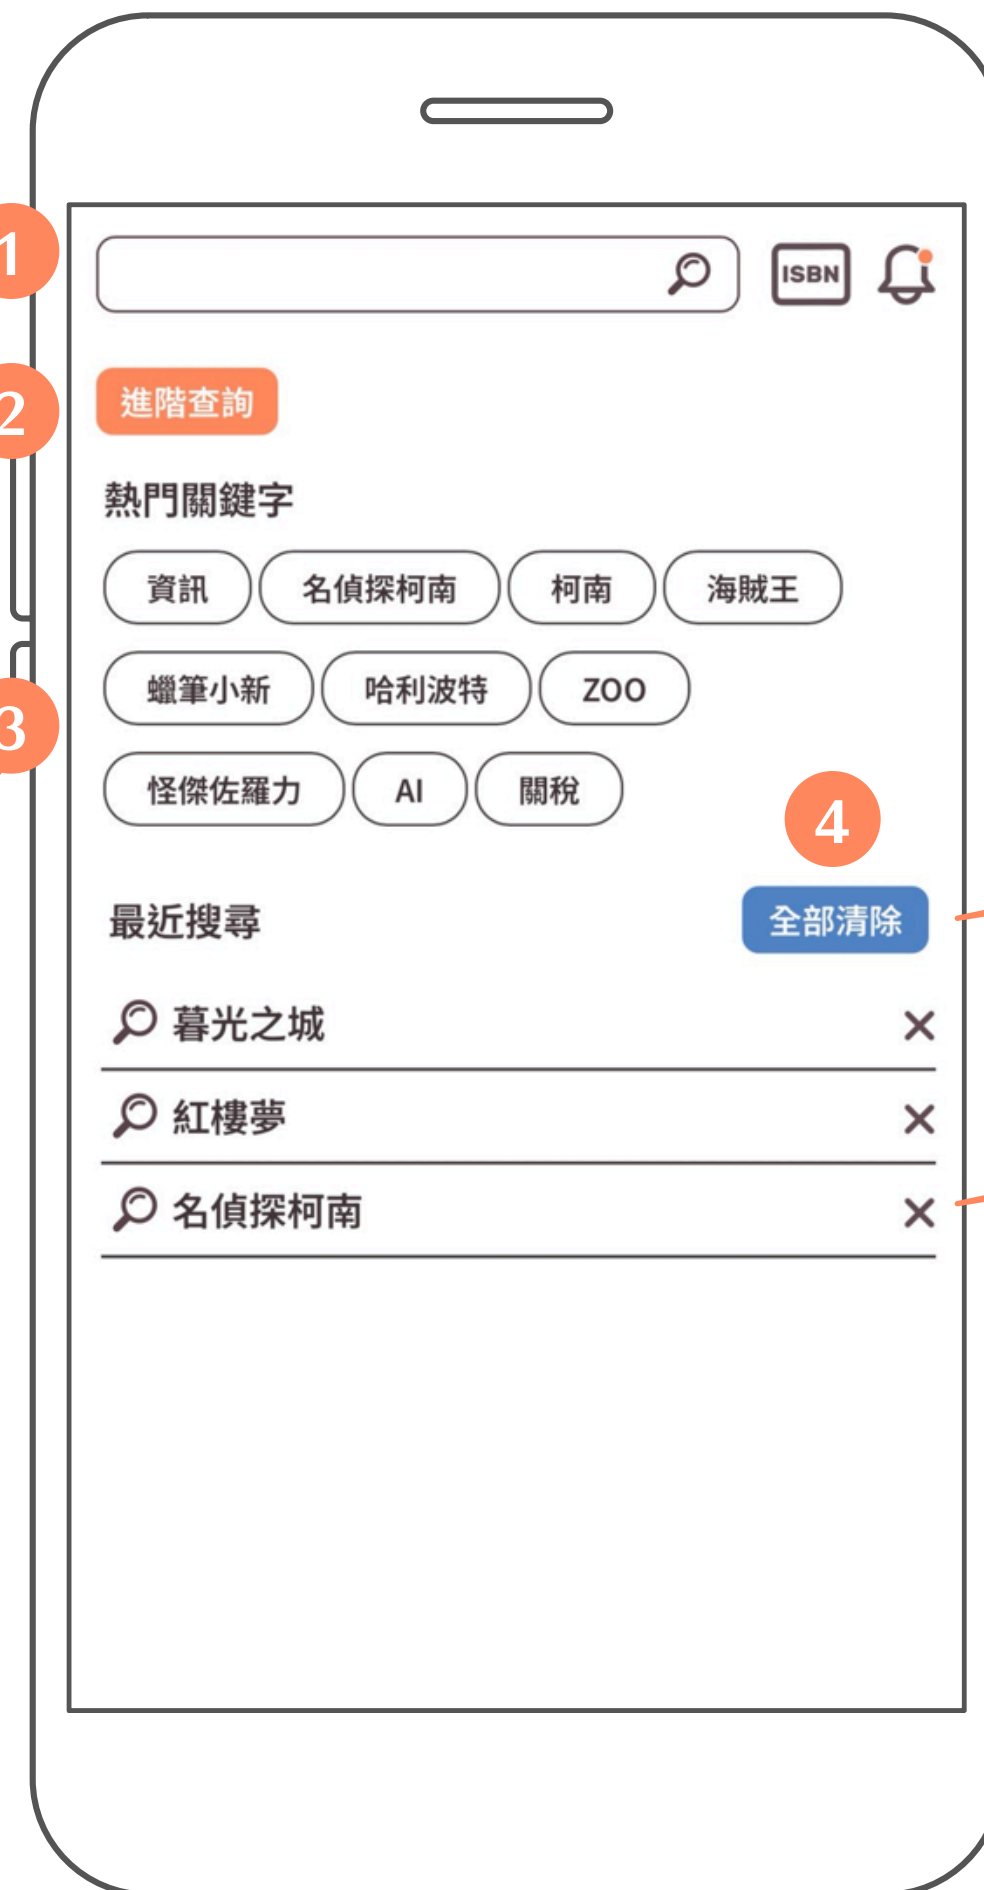 1
ISBN
2
進階查詢
熱門關鍵字
資訊 名偵探柯南 柯南 海賊王
蠟筆小新 哈利波特 ZOO
3
怪傑佐羅力 AI 關稅
4
最近搜尋 全部清除
暮光之城
紅樓夢
名偵探柯南